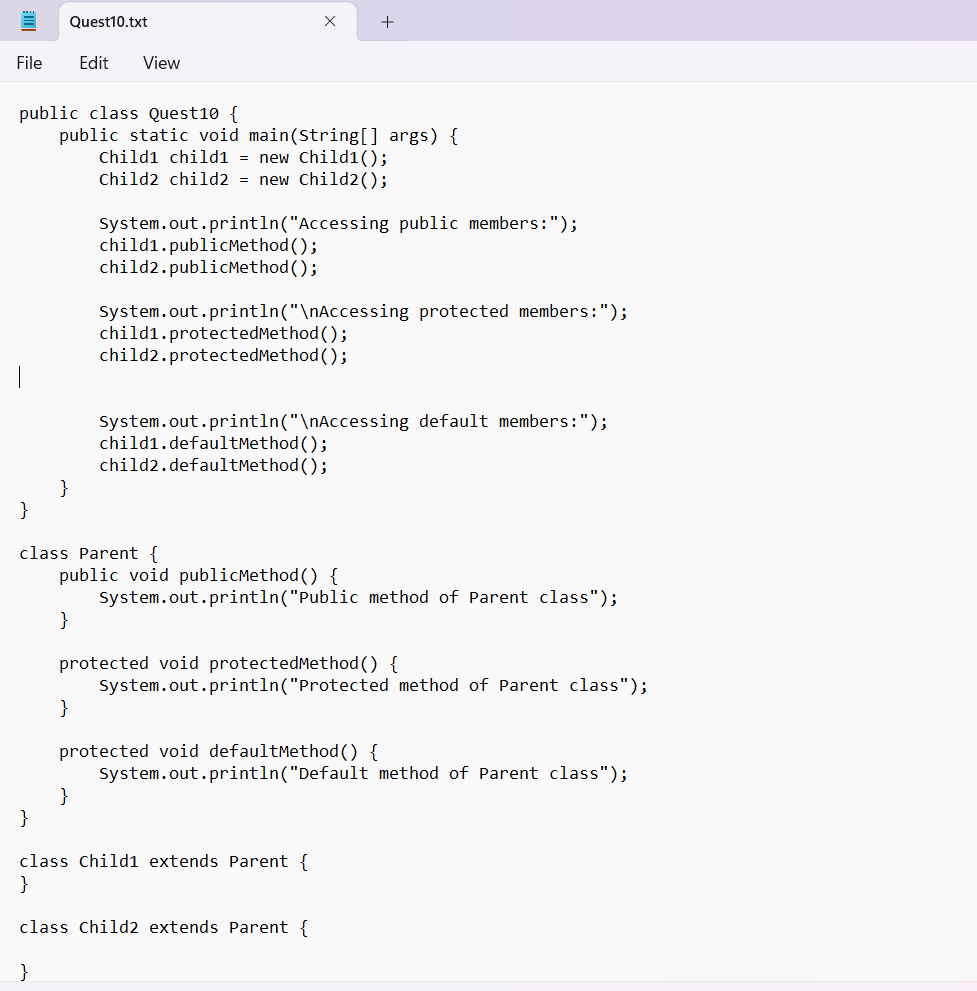 Quest10.txt
File Edit View
public class Quest10 {
    public static void main(String[] args) {
        Child1 child1 = new Child1();
        Child2 child2 = new Child2();

        System.out.println("Accessing public members:");
        child1.publicMethod();
        child2.publicMethod();

        System.out.println("\nAccessing protected members:");
        child1.protectedMethod();
        child2.protectedMethod();


        System.out.println("\nAccessing default members:");
        child1.defaultMethod();
        child2.defaultMethod();
    }
}

class Parent {
    public void publicMethod() {
        System.out.println("Public method of Parent class");
    }

    protected void protectedMethod() {
        System.out.println("Protected method of Parent class");
    }

    protected void defaultMethod() {
        System.out.println("Default method of Parent class");
    }
}

class Child1 extends Parent {
}

class Child2 extends Parent {

}